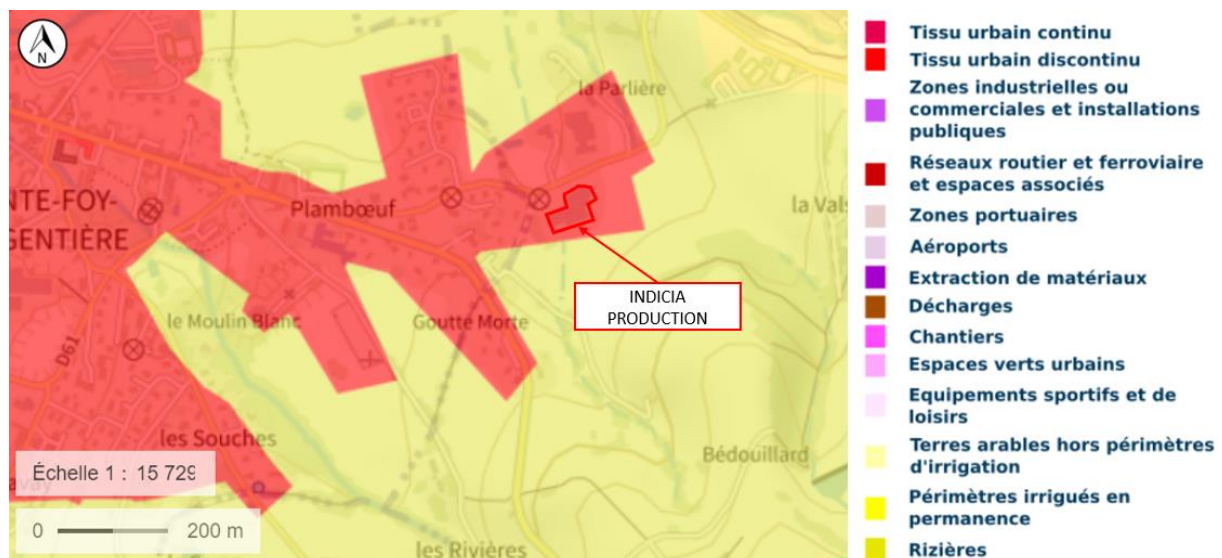 N
la Parlière
NTE-FOY-
GENTIÈRE
Plambœuf
la Vals
INDICIA
PRODUCTION
le Moulin Blanc
Goutte Morte
D61
les Souches
Bédouillard
Échelle 1 : 15 729
avay
0 200 m
les Rivières
Tissu urbain continu
Tissu urbain discontinu
Zones industrielles ou
commerciales et installations
publiques
Réseaux routier et ferroviaire
et espaces associés
Zones portuaires
Aéroports
Extraction de matériaux
Décharges
Chantiers
Espaces verts urbains
Equipements sportifs et de
loisirs
Terres arables hors périmètres
d'irrigation
Périmètres irrigués en
permanence
Rizières